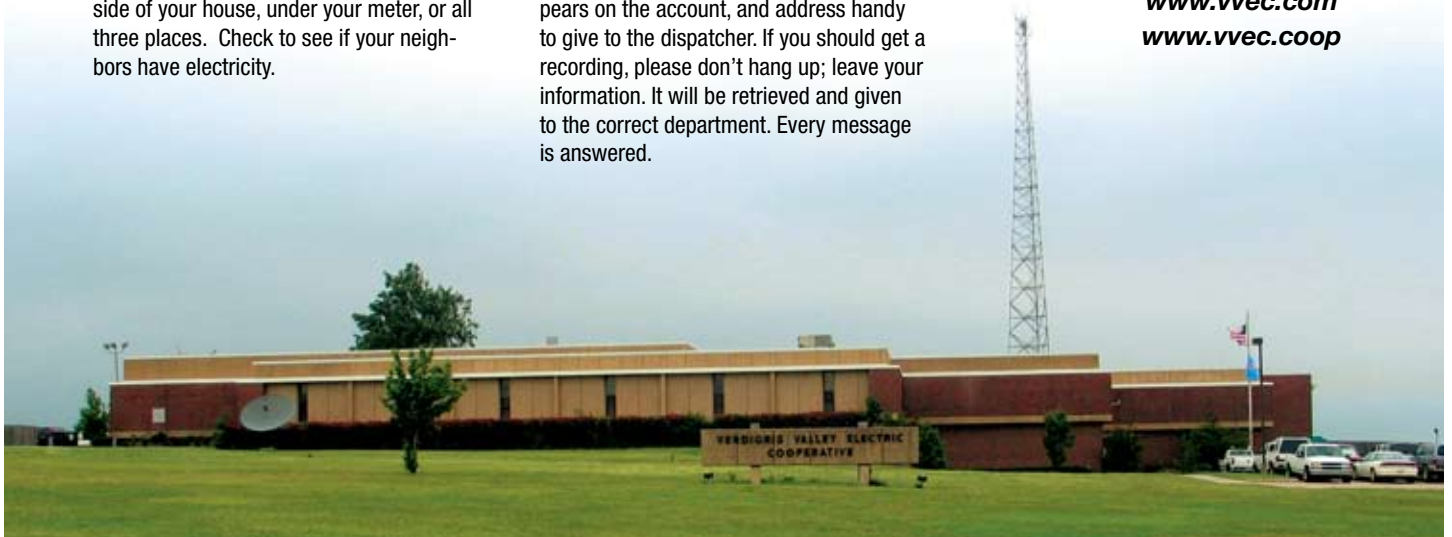 side of your house, under your meter, or all
three places. Check to see if your neigh-
bors have electricity.
pears on the account, and address handy
to give to the dispatcher. If you should get a
recording, please don't hang up; leave your
information. It will be retrieved and given
to the correct department. Every message
is answered.
www.vvec.com
www.vvec.coop
VERDIGRIS VALLEY ELECTRIC
COOPERATIVE